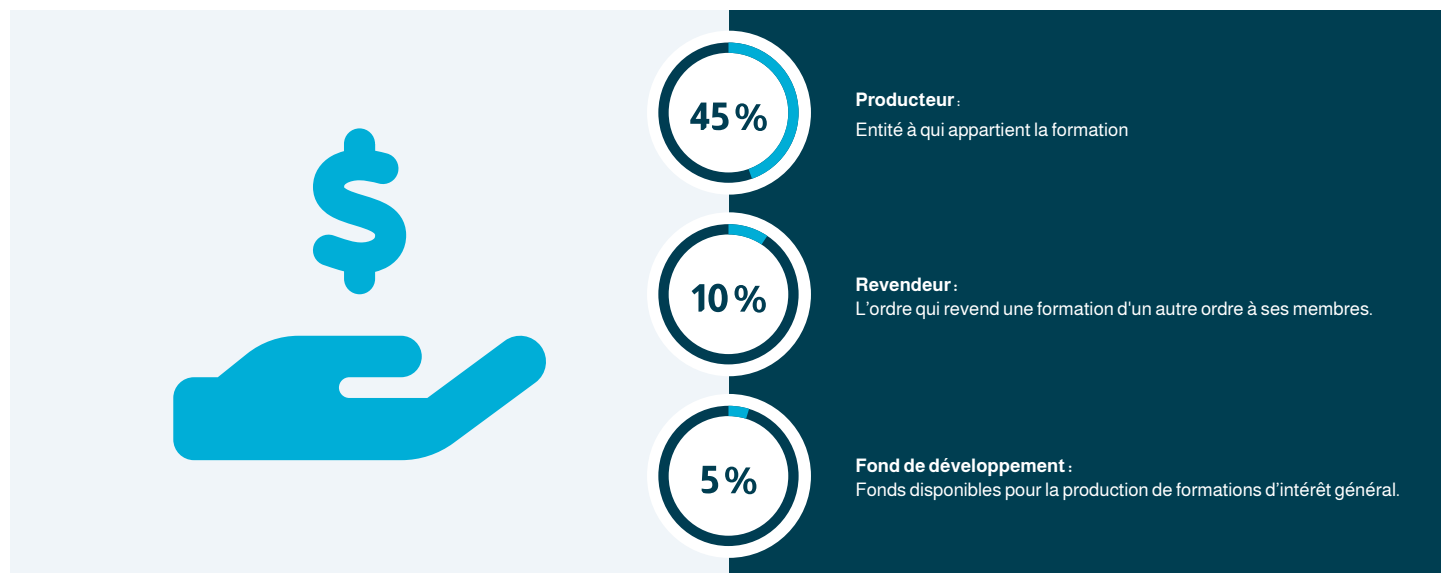 45 %
Producteur :
Entité à qui appartient la formation
10 %
Revendeur :
L’ordre qui revend une formation d'un autre ordre à ses membres.
5 %
Fond de développement :
Fonds disponibles pour la production de formations d’intérêt général.